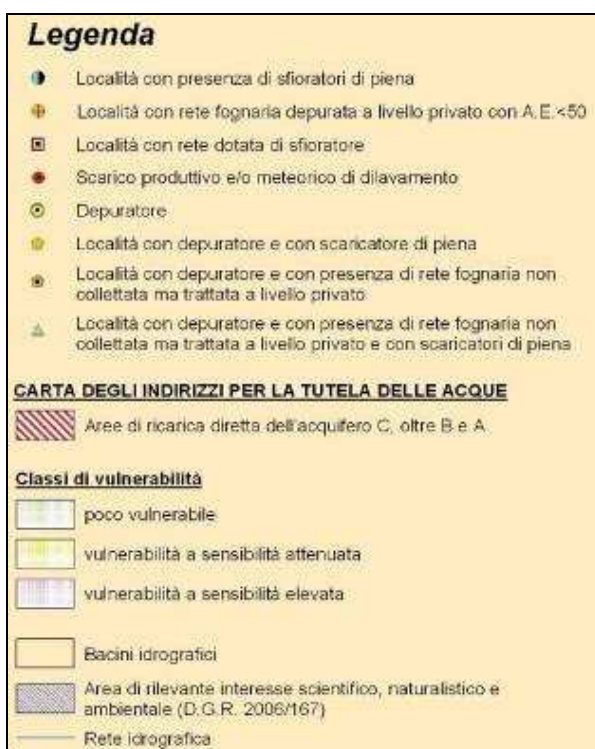 Legenda
Località con presenza di sfioratori di piena
Località con rete fognaria depurata a livello privato con A.E.<50
Località con rete dotata di sfioratore
Scarico produttivo e/o meteorico di dilavamento
Depuratore
Località con depuratore e con scaricatore di piena
Località con depuratore e con presenza di rete fognaria non
collettata ma trattata a livello privato
Località con depuratore e con presenza di rete fognaria non
collettata ma trattata a livello privato e con scaricatori di piena
CARTA DEGLI INDIRIZZI PER LA TUTELA DELLE ACQUE
Aree di ricarica diretta dell'acquifero C, oltre B e A
Classi di vulnerabilità
poco vulnerabile
vulnerabilità a sensibilità attenuata
vulnerabilità a sensibilità elevata
Bacini idrografici
Area di rilevante interesse scientifico, naturalistico e
ambientale (D.G.R. 2006/167)
Rete idrografica